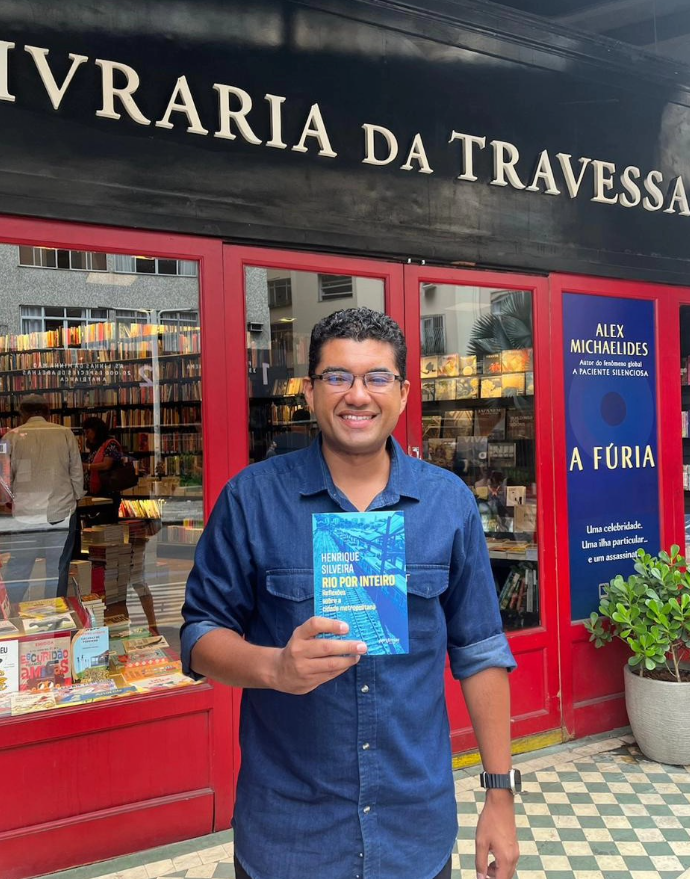 IVRARIA DA TRAVESSA
ALEX
MICHAELIDES
Autor do fenômeno global
A PACIENTE SILENCIOSA
A FÚRIA
Uma celebridade.
Uma ilha particular...
e um assassinat
HENRIQUE
SILVEIRA
RIO POR INTEIRO
Reflexões
sobre a
cidade metropolitana
ESCURIDÃO